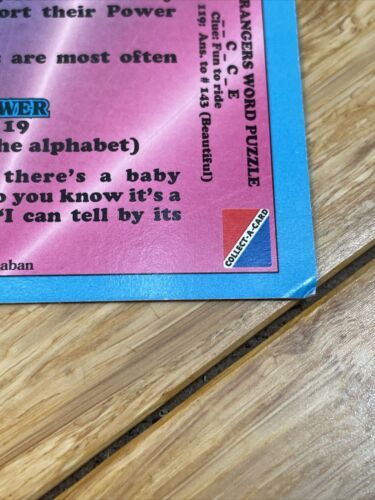 ort their Power
are most often
WER
19
he alphabet)
there's a baby
o you know it's a
"I can tell by its
aban
RANGERS WORD PUZZLE
_ _ C _ C _ E
Clue: Fun to ride
119: Ans. to # 143 (Beautiful)
COLLECT-A-CARD